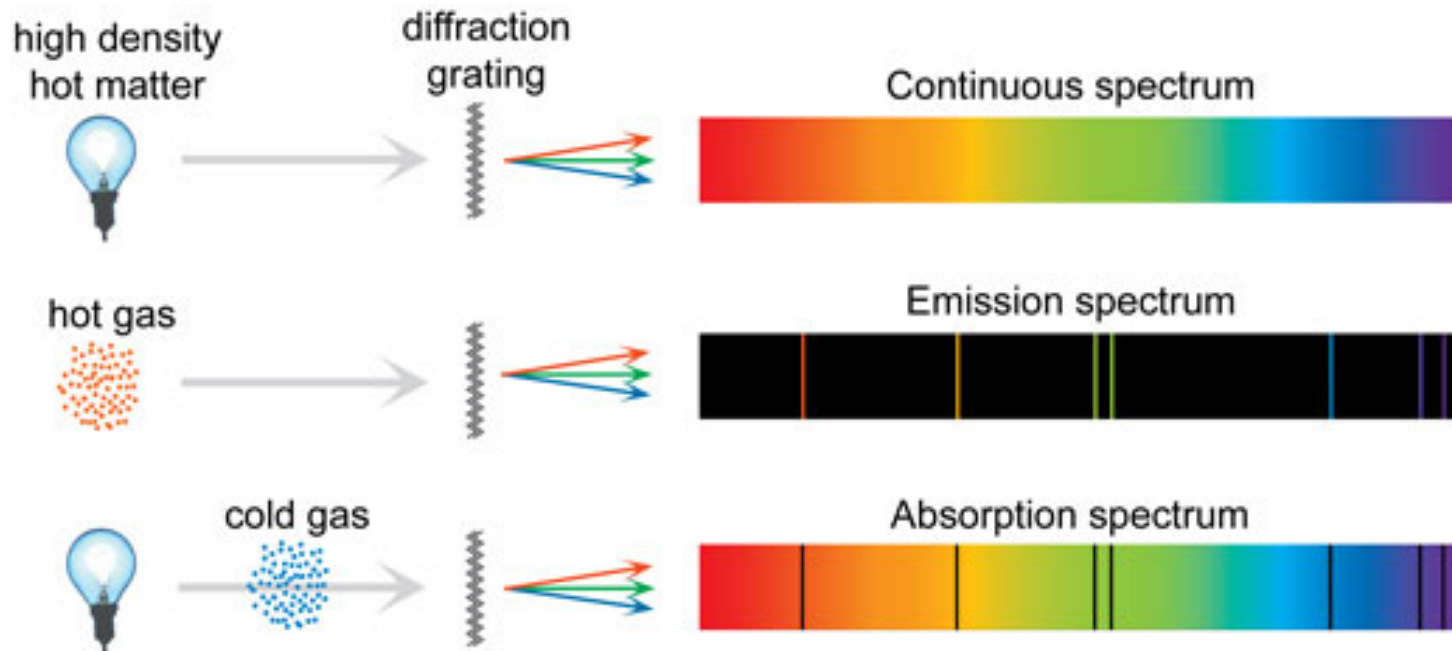 high density
hot matter
diffraction
grating
Continuous spectrum
hot gas
Emission spectrum
cold gas
Absorption spectrum